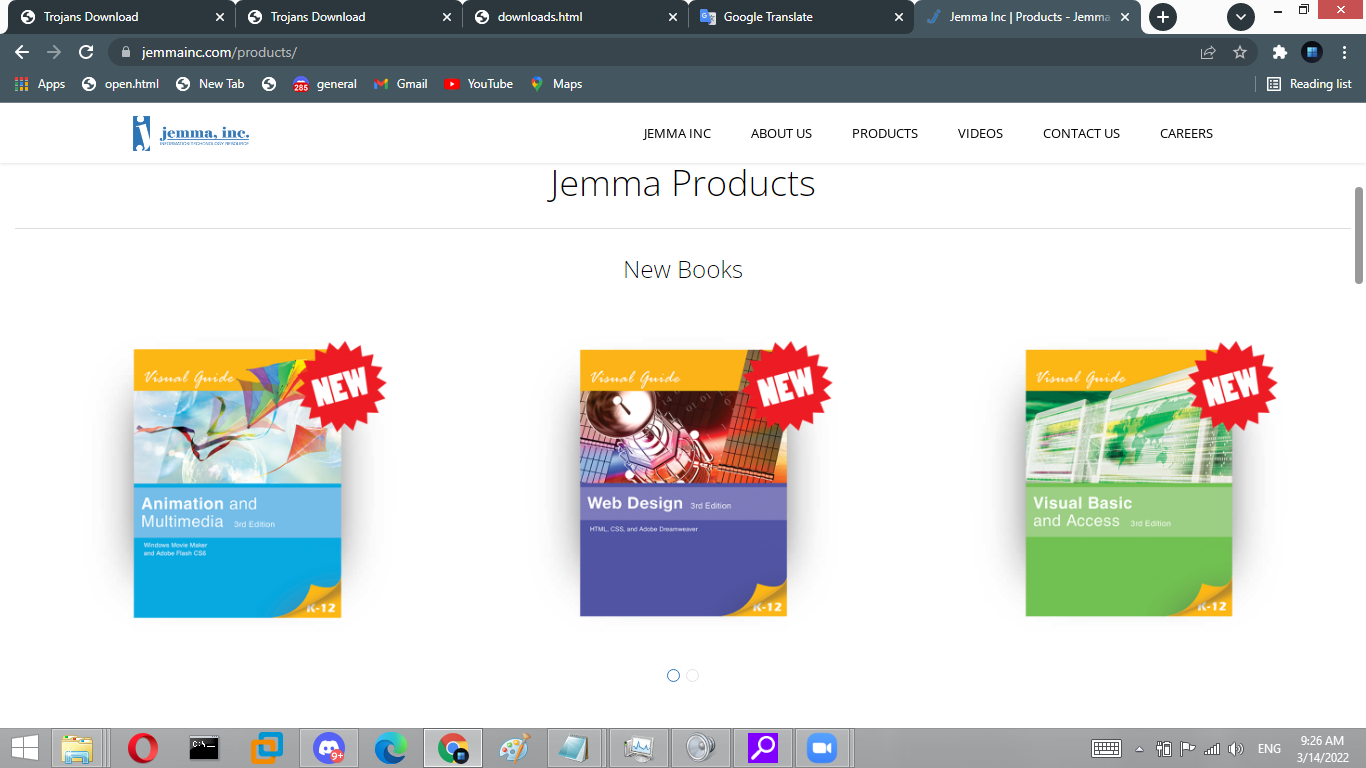 Trojans Download
Trojans Download
downloads.html
Google Translate
Jemma Inc | Products - Jemma
jemmainc.com/products/
Apps
open.html
New Tab
285
general
Gmail
YouTube
Maps
Reading list
jemma, inc.
INFORMATION TECHNOLOGY RESOURCE
JEMMA INC
ABOUT US
PRODUCTS
VIDEOS
CONTACT US
CAREERS
Jemma Products
New Books
Visual Guide
NEW
Animation and
Multimedia 3rd Edition
Windows Movie Maker
and Adobe Flash CS6
K-12
Visual Guide
NEW
Web Design 3rd Edition
HTML, CSS, and Adobe Dreamweaver
K-12
Visual Guide
NEW
Visual Basic
and Access 3rd Edition
K-12
C:\
9+
ENG
9:26 AM
3/14/2022